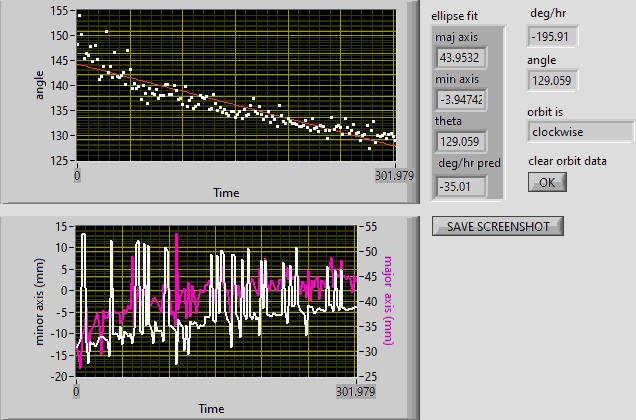 155
150
145
140
135
130
125
angle
0
301.979
Time
ellipse fit
maj axis
43.9532
min axis
-3.94742
theta
129.059
deg/hr pred
-35.01
deg/hr
-195.91
angle
129.059
orbit is
clockwise
clear orbit data
OK
SAVE SCREENSHOT
15
10
5
0
-5
-10
-15
-20
minor axis (mm)
55
50
45
40
35
30
25
major axis (mm)
0
301.979
Time